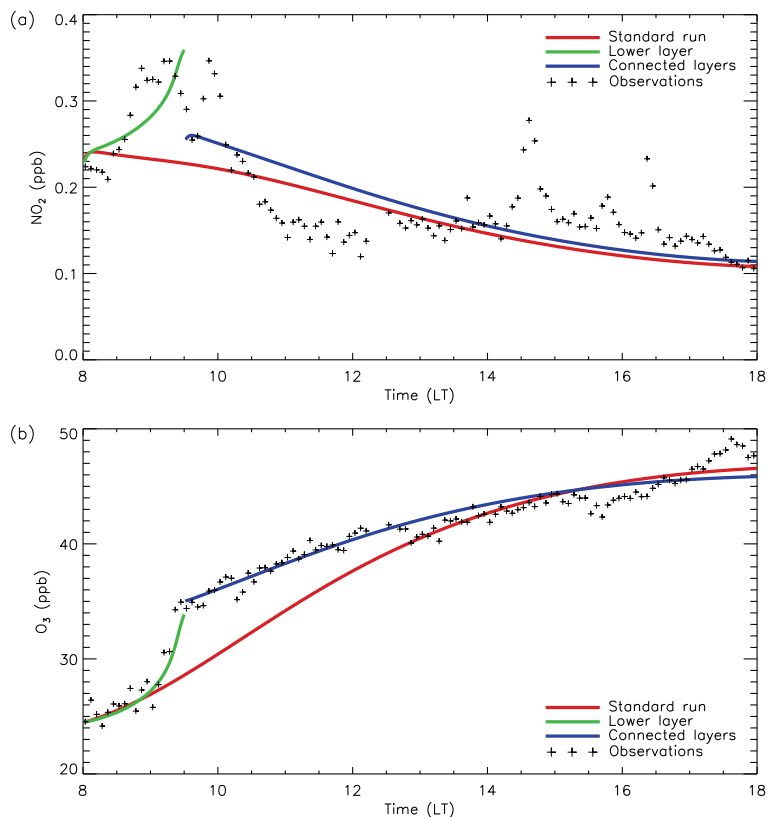 (a)
0.4
0.3
0.2
0.1
0.0
NO2 (ppb)
Standard run
Lower layer
Connected layers
+ + + Observations
8 10 12 14 16 18
Time (LT)
(b)
50
40
30
20
O3 (ppb)
Standard run
Lower layer
Connected layers
+ + + Observations
8 10 12 14 16 18
Time (LT)